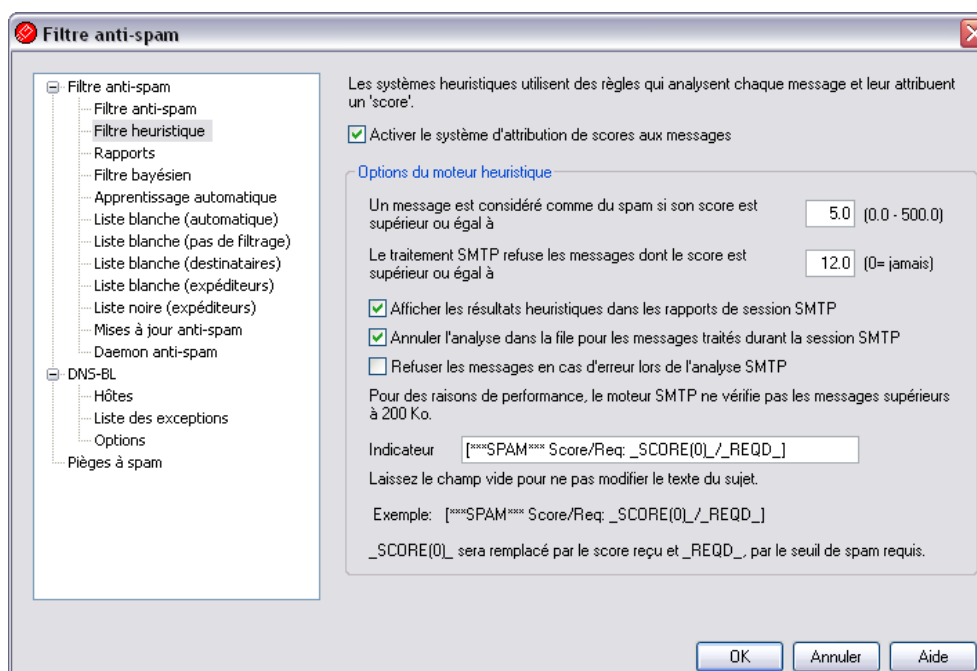 Filtre anti-spam
Filtre anti-spam
Filtre anti-spam
Filtre heuristique
Rapports
Filtre bayésien
Apprentissage automatique
Liste blanche (automatique)
Liste blanche (pas de filtrage)
Liste blanche (destinataires)
Liste blanche (expéditeurs)
Liste noire (expéditeurs)
Mises à jour anti-spam
Daemon anti-spam
DNS-BL
Hôtes
Liste des exceptions
Options
Pièges à spam
Les systèmes heuristiques utilisent des règles qui analysent chaque message et leur attribuent
un 'score'.
Activer le système d'attribution de scores aux messages
Options du moteur heuristique
Un message est considéré comme du spam si son score est
supérieur ou égal à
5.0 (0.0 - 500.0)
Le traitement SMTP refuse les messages dont le score est
supérieur ou égal à
12.0 (0= jamais)
Afficher les résultats heuristiques dans les rapports de session SMTP
Annuler l'analyse dans la file pour les messages traités durant la session SMTP
Refuser les messages en cas d'erreur lors de l'analyse SMTP
Pour des raisons de performance, le moteur SMTP ne vérifie pas les messages supérieurs
à 200 Ko.
Indicateur [***SPAM*** Score/Req: _SCORE(0)_/_REQD_]
Laissez le champ vide pour ne pas modifier le texte du sujet.
Exemple: [***SPAM*** Score/Req: _SCORE(0)_/_REQD_]
_SCORE(0)_ sera remplacé par le score reçu et _REQD_, par le seuil de spam requis.
OK Annuler Aide